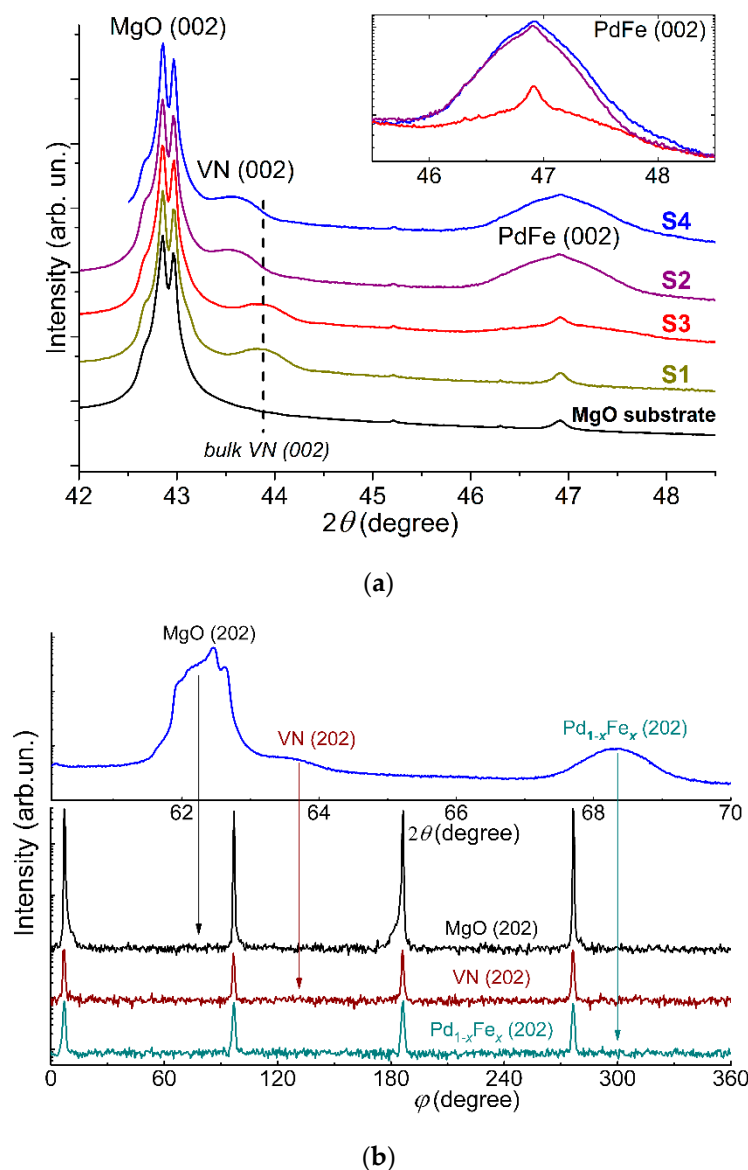 MgO (002)
VN (002)
PdFe (002)
46 47 48
S4
PdFe (002)
S2
S3
S1
MgO substrate
bulk VN (002)
Intensity (arb. un.)
42 43 44 45 46 47 48
2θ (degree)
(a)
MgO (202)
VN (202)
Pd1-xFex (202)
62 64 66 68 70
2θ (degree)
Intensity (arb.un.)
MgO (202)
VN (202)
Pd1-xFex (202)
0 60 120 180 240 300 360
φ (degree)
(b)